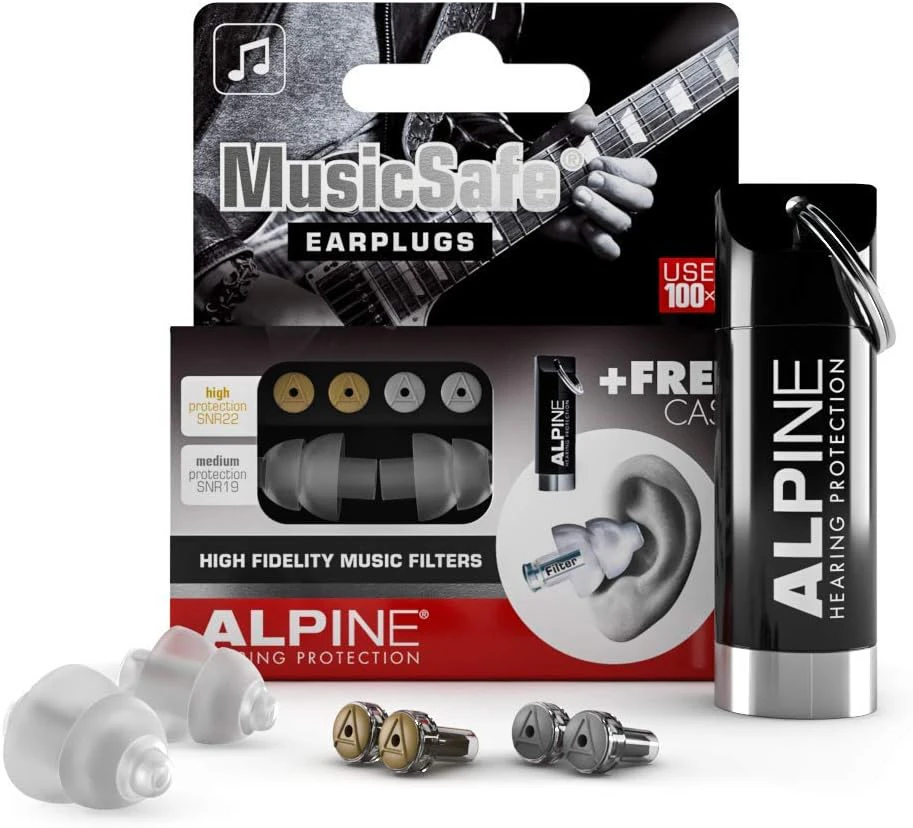 MusicSafe®
EARPLUGS
USE
100×
high
protection
SNR22
medium
protection
SNR19
+FRE
CAS
ALPINE
HEARING PROTECTION
Filter
HIGH FIDELITY MUSIC FILTERS
ALPINE®
RING PROTECTION
ALPINE
HEARING PROTECTION